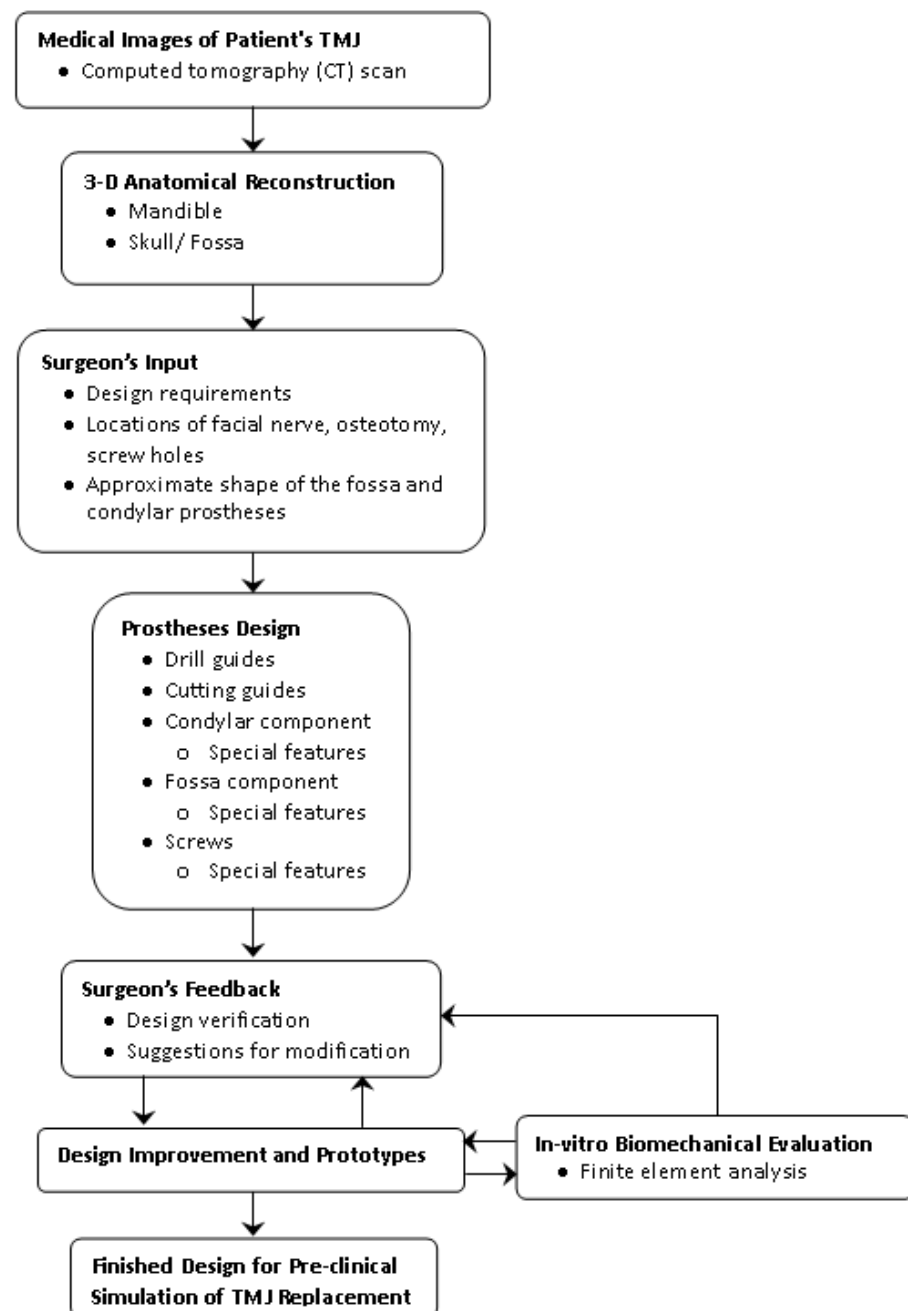 Medical Images of Patient's TMJ
● Computed tomography (CT) scan
3-D Anatomical Reconstruction
● Mandible
● Skull/ Fossa
Surgeon's Input
● Design requirements
● Locations of facial nerve, osteotomy,
screw holes
● Approximate shape of the fossa and
condylar prostheses
Prostheses Design
● Drill guides
● Cutting guides
● Condylar component
o Special features
● Fossa component
o Special features
● Screws
o Special features
Surgeon's Feedback
● Design verification
● Suggestions for modification
Design Improvement and Prototypes
In-vitro Biomechanical Evaluation
● Finite element analysis
Finished Design for Pre-clinical
Simulation of TMJ Replacement